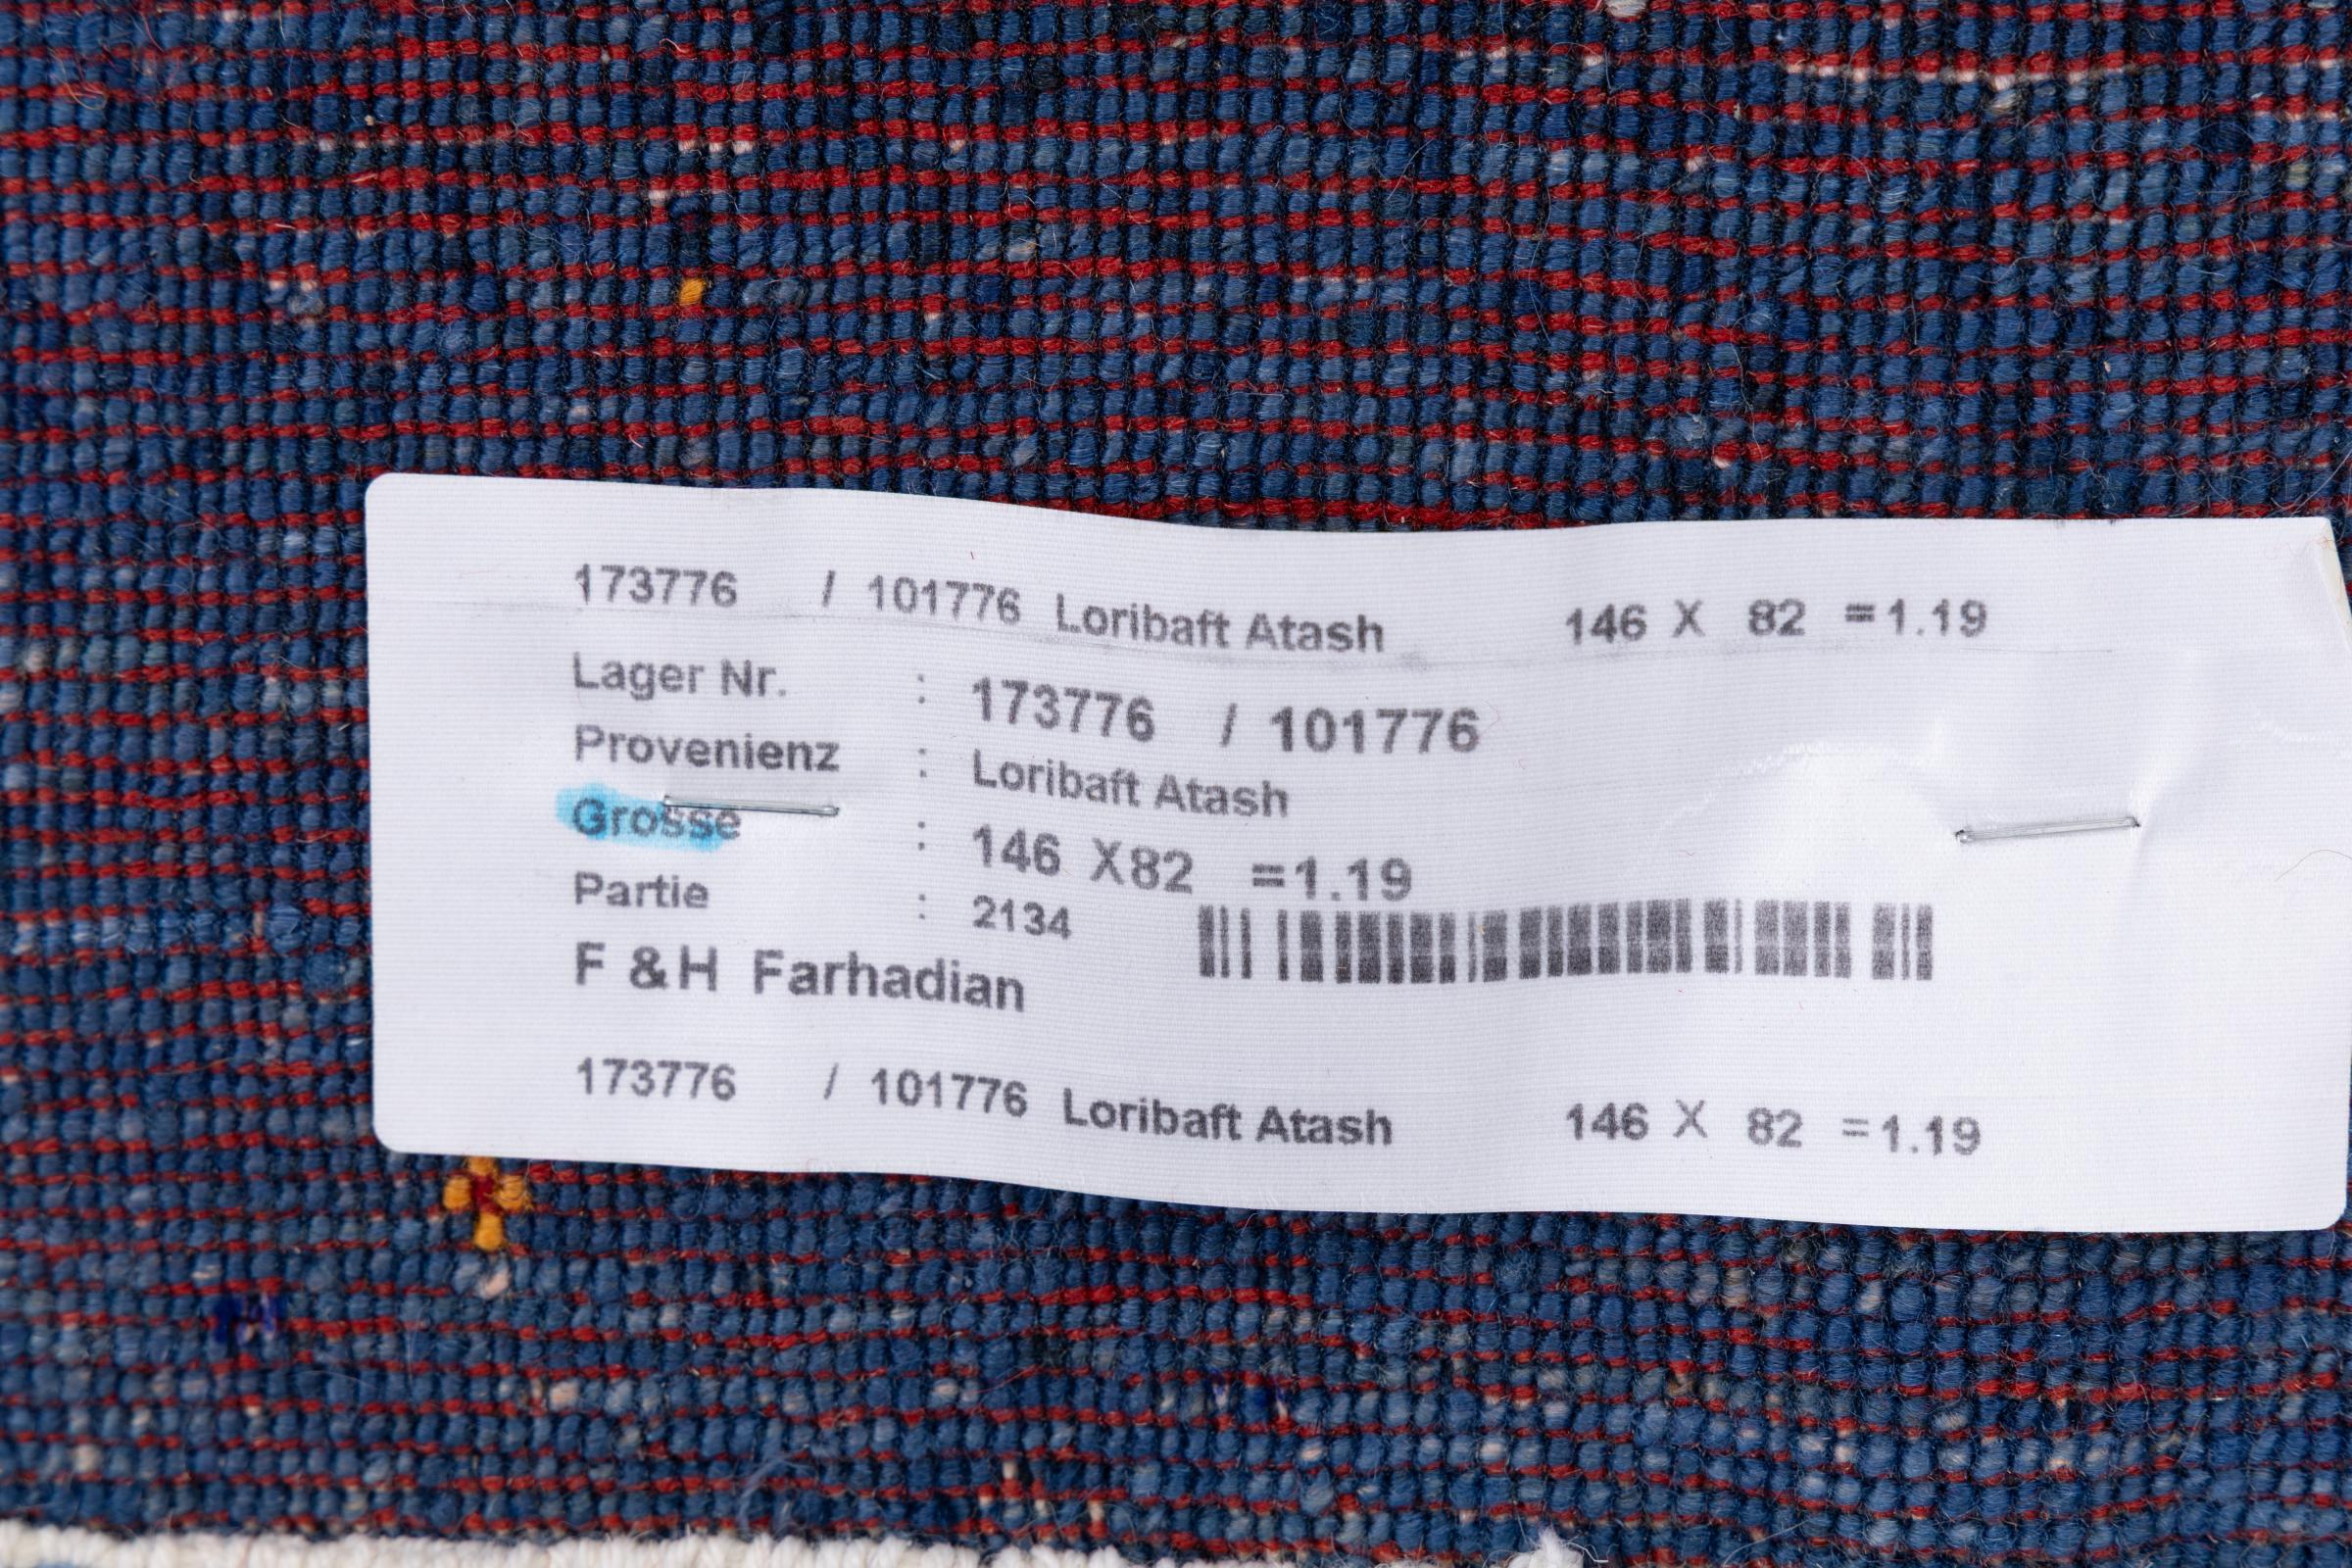 173776 / 101776 Loribaft Atash 146 X 82 =1.19
Lager Nr. : 173776 / 101776
Provenienz : Loribaft Atash
Grosse : 146 X82 =1.19
Partie : 2134
F & H Farhadian
173776 / 101776 Loribaft Atash 146 X 82 =1.19